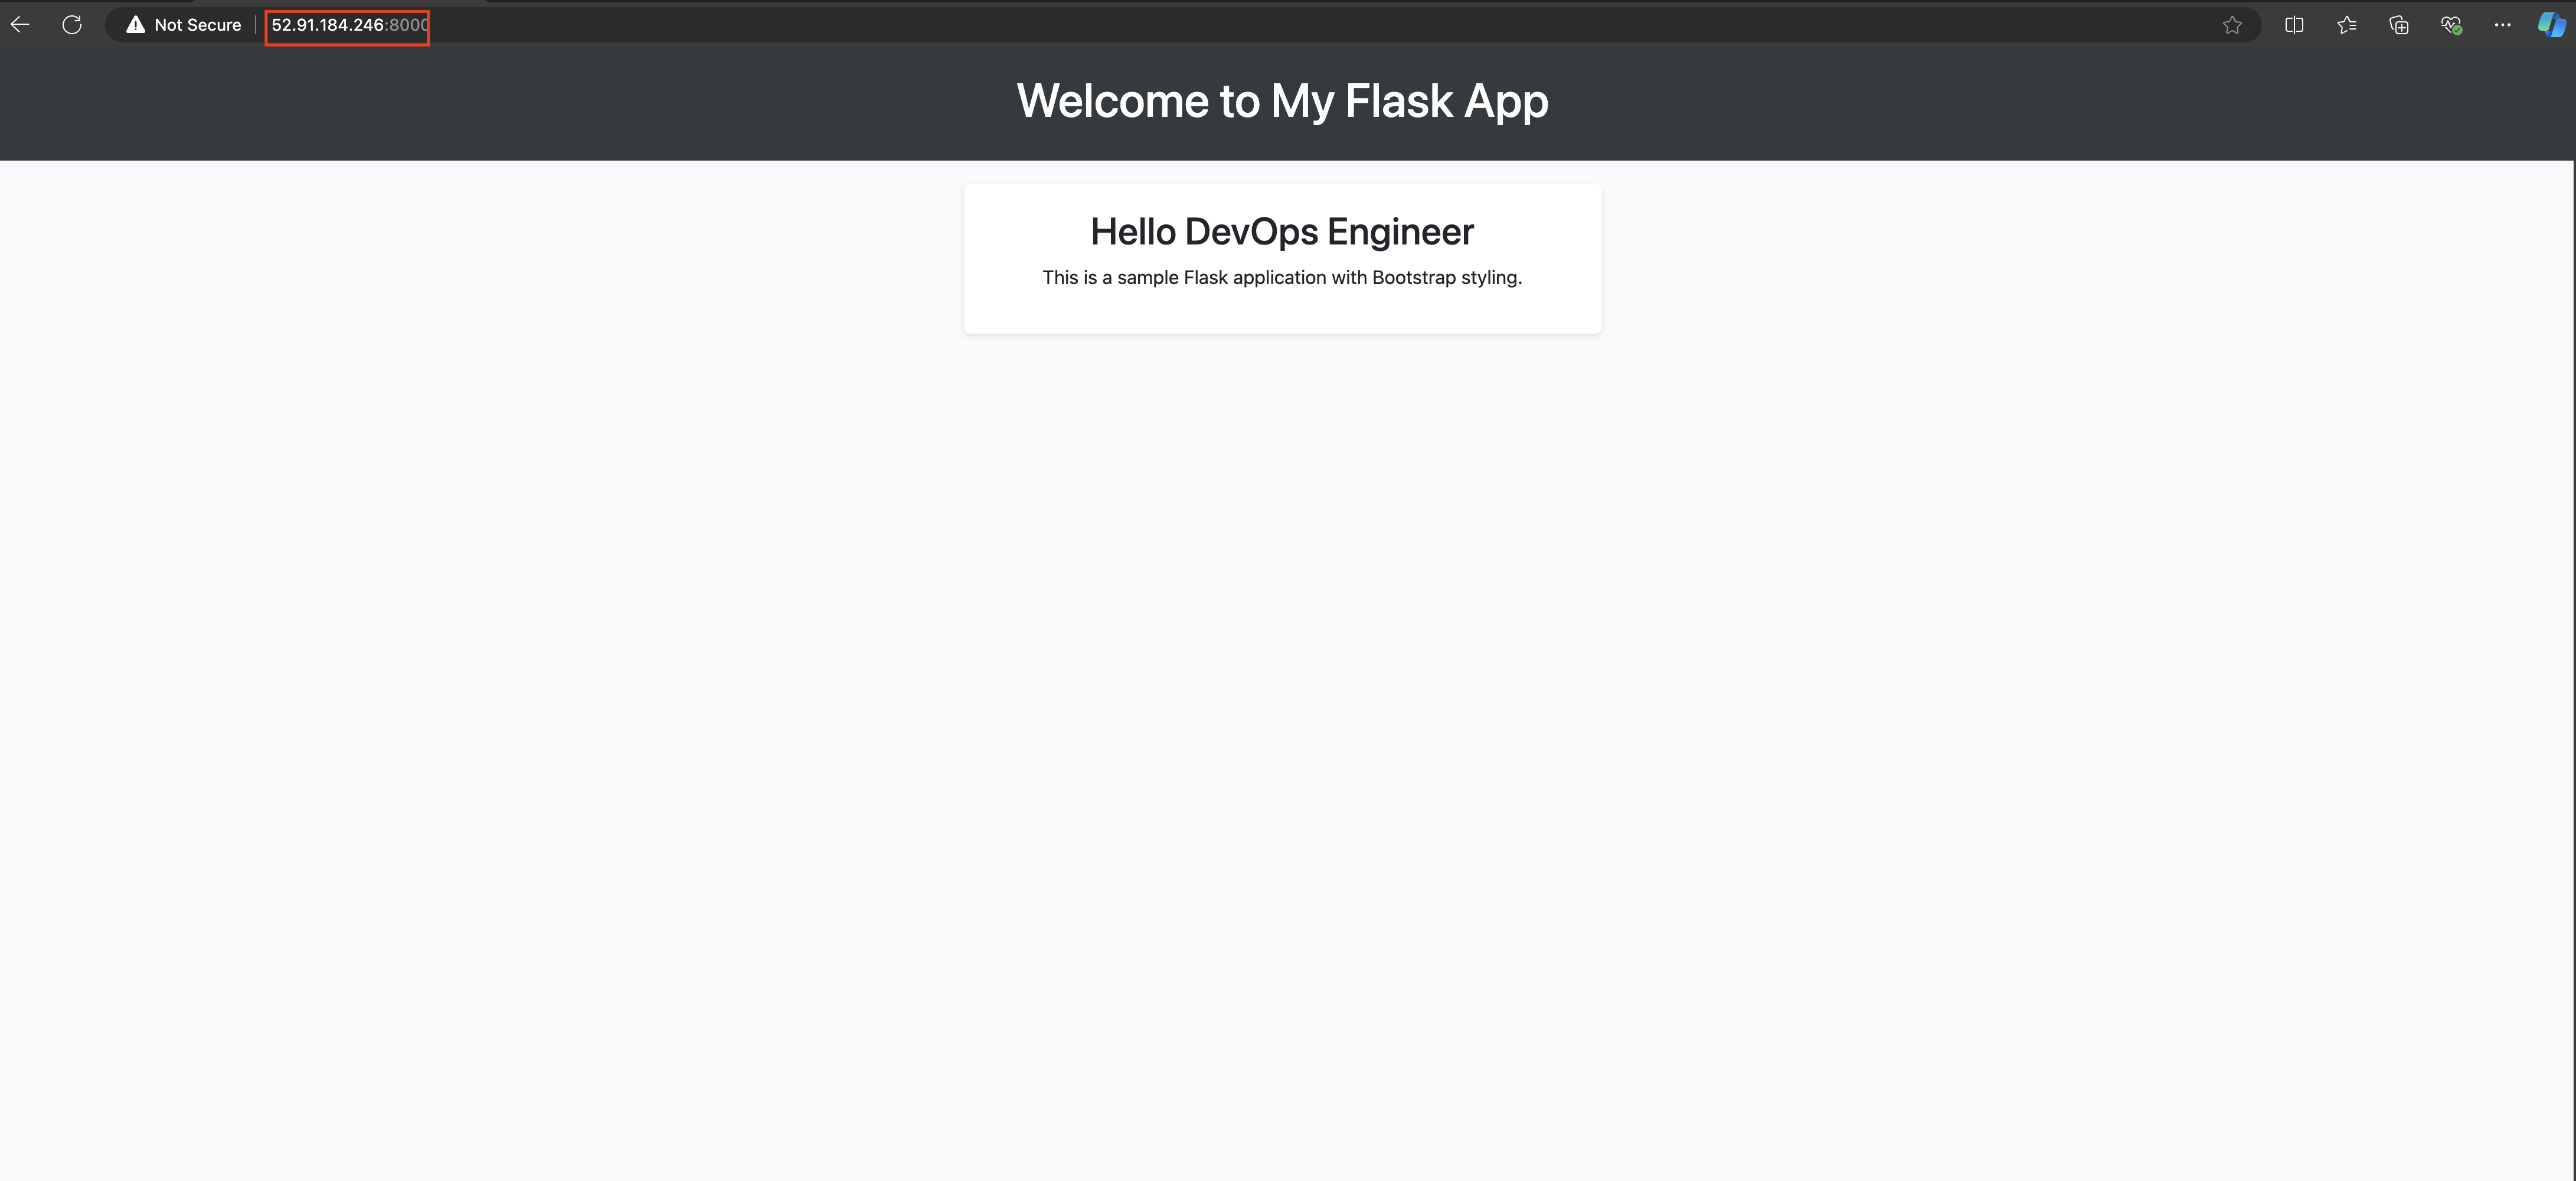 Not Secure 52.91.184.246:8000
Welcome to My Flask App
Hello DevOps Engineer
This is a sample Flask application with Bootstrap styling.